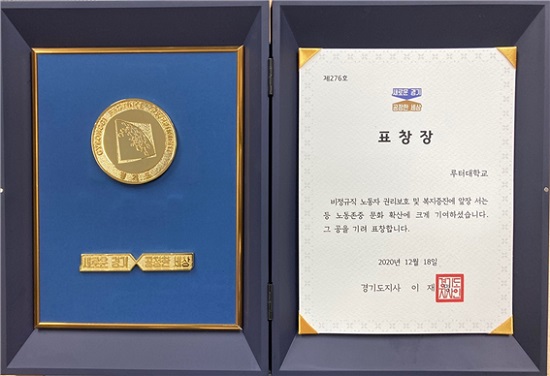 새로운 경기 공정한 세상
제276호
새로운 경기
공정한 세상
표창장
루터대학교
비정규직 노동자 권리보호 및 복지증진에 앞장 서는
등 노동존중 문화 확산에 크게 기여하였습니다.
그 공을 기려 표창합니다.
2020년 12월 18일
경기도지사 이 재